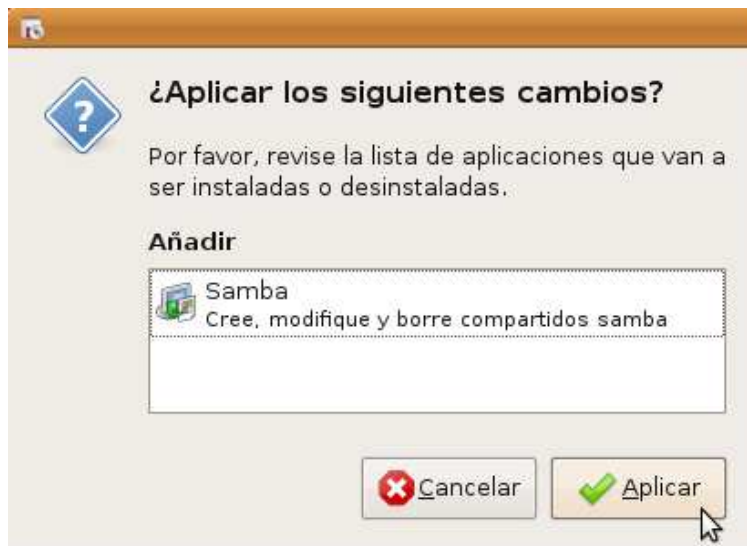 ¿Aplicar los siguientes cambios?
Por favor, revise la lista de aplicaciones que van a
ser instaladas o desinstaladas.
Añadir
Samba
Cree, modifique y borre compartidos samba
Cancelar
Aplicar